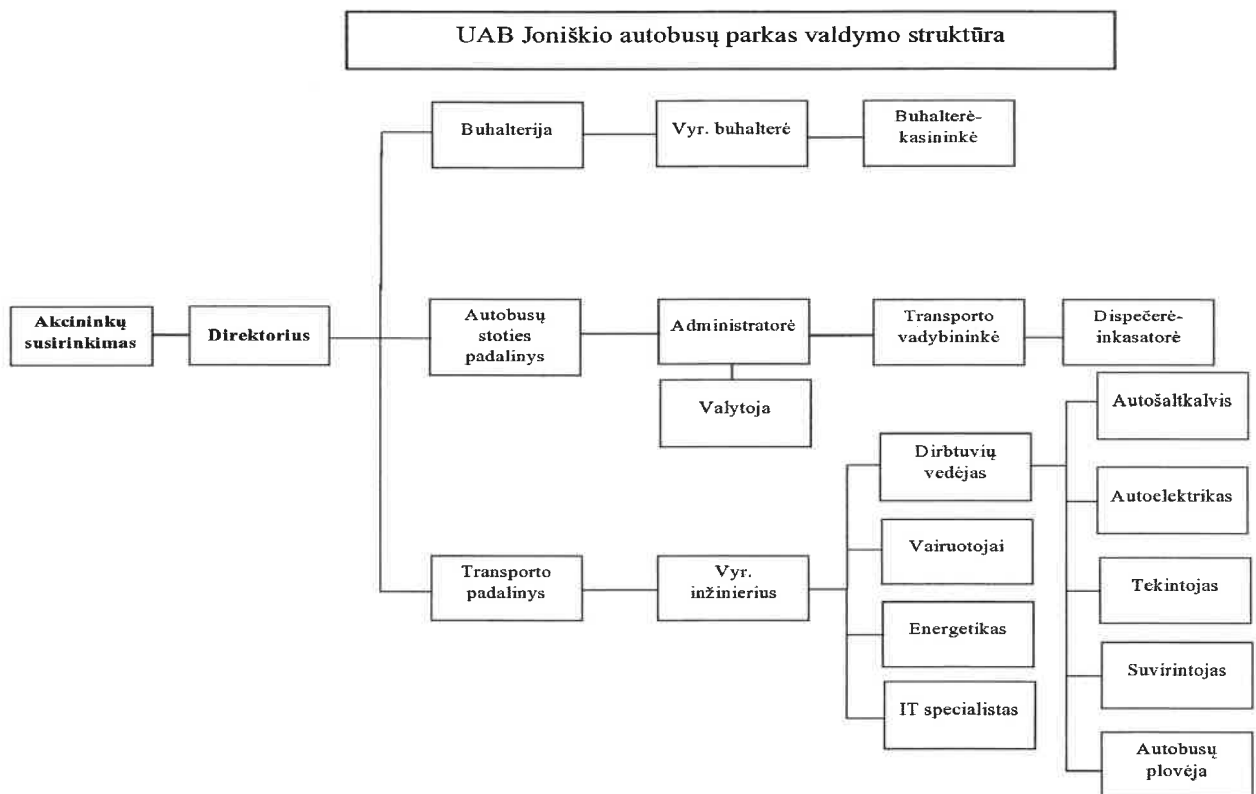 UAB Joniškio autobusų parkas valdymo struktūra
Buhalterija
Vyr. buhalterė
Buhalterė-
kasininkė
Akcininkų
susirinkimas
Direktorius
Autobusų
stoties
padalinys
Administratorė
Transporto
vadybininkė
Dispečerė-
inkasatorė
Valytoja
Transporto
padalinys
Vyr.
inžinierius
Dirbtuvių
vedėjas
Vairuotojai
Energetikas
IT specialistas
Autošaltkalvis
Autoelektrikas
Tekintojas
Suvirintojas
Autobusų
plovėja